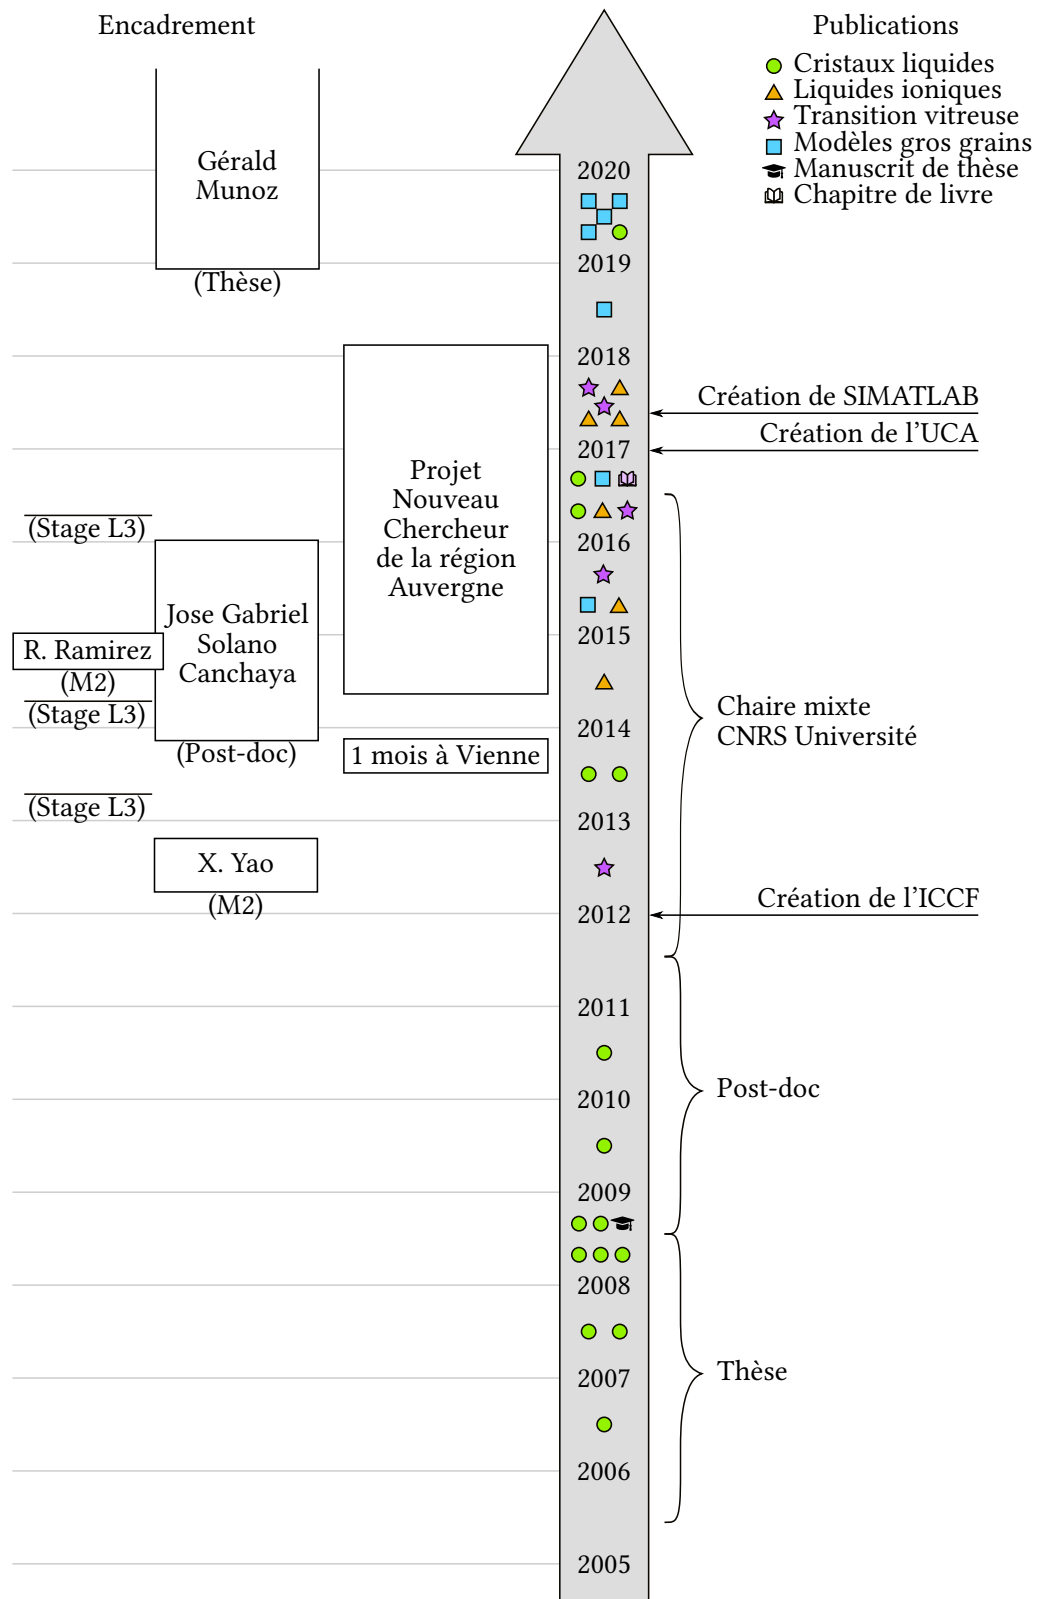 Encadrement
Publications
Cristaux liquides
Liquides ioniques
Transition vitreuse
Modèles gros grains
Manuscrit de thèse
Chapitre de livre
Gérald
Munoz
(Thèse)
2020
2019
2018
Création de SIMATLAB
Création de l'UCA
2017
Projet
Nouveau
Chercheur
de la région
Auvergne
(Stage L3)
2016
Jose Gabriel
Solano
Canchaya
(Post-doc)
R. Ramirez
(M2)
(Stage L3)
2015
Chaire mixte
CNRS Université
2014
1 mois à Vienne
(Stage L3)
2013
X. Yao
(M2)
2012
Création de l'ICCF
2011
Post-doc
2010
2009
2008
2007
Thèse
2006
2005